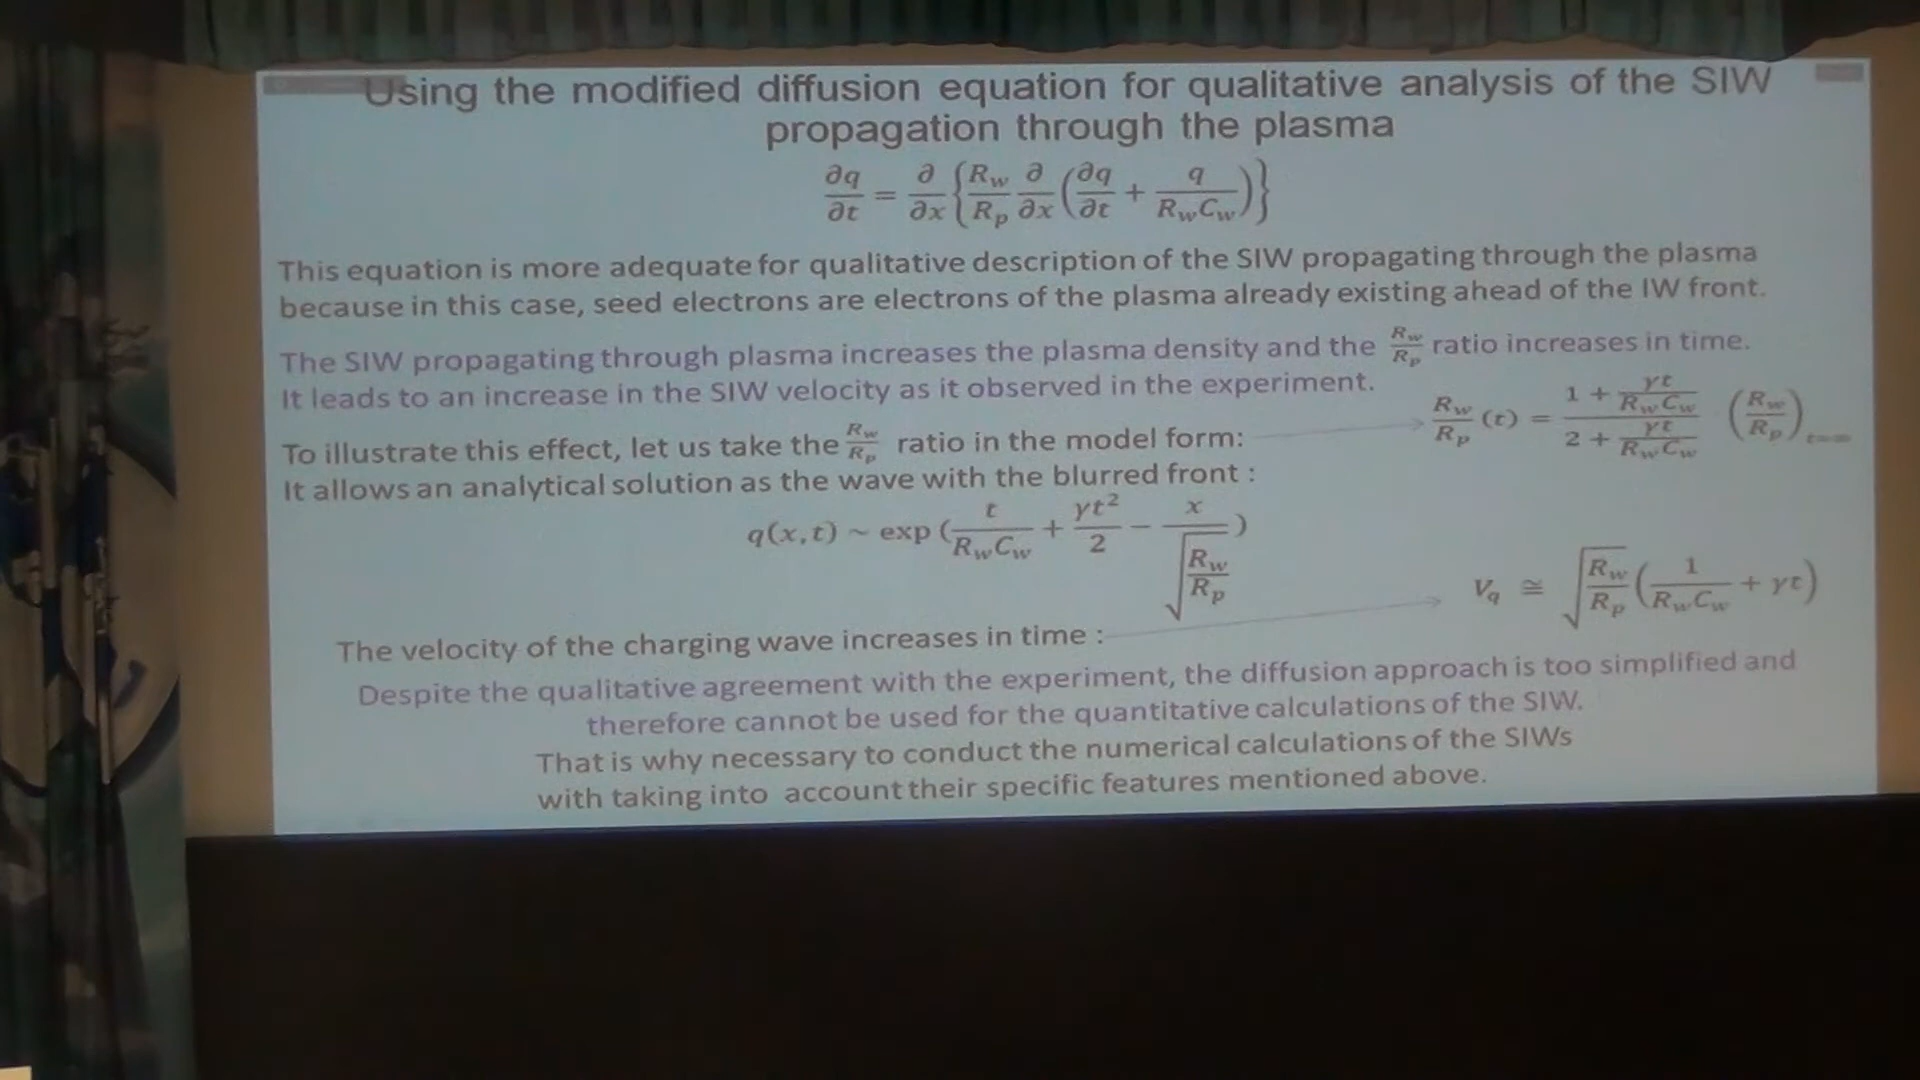 Using the modified diffusion equation for qualitative analysis of the SIW
propagation through the plasma
∂q/∂t = ∂/∂x {R_w/R_p ∂/∂x (∂q/∂t + q/(R_wC_w))}
This equation is more adequate for qualitative description of the SIW propagating through the plasma
because in this case, seed electrons are electrons of the plasma already existing ahead of the IW front.
The SIW propagating through plasma increases the plasma density and the R_w/R_p ratio increases in time.
It leads to an increase in the SIW velocity as it observed in the experiment.
To illustrate this effect, let us take the R_w/R_p ratio in the model form:
R_w/R_p (t) = (1 + γt/(R_wC_w))/(2 + γt/(R_wC_w)) (R_w/R_p)
It allows an analytical solution as the wave with the blurred front :
q(x,t) ~ exp (t/(R_wC_w) + γt²/2 − x/√(R_w/R_p))
The velocity of the charging wave increases in time :
V_q ≅ √(R_w/R_p) (1/(R_wC_w) + γt)
Despite the qualitative agreement with the experiment, the diffusion approach is too simplified and
therefore cannot be used for the quantitative calculations of the SIW.
That is why necessary to conduct the numerical calculations of the SIWs
with taking into account their specific features mentioned above.